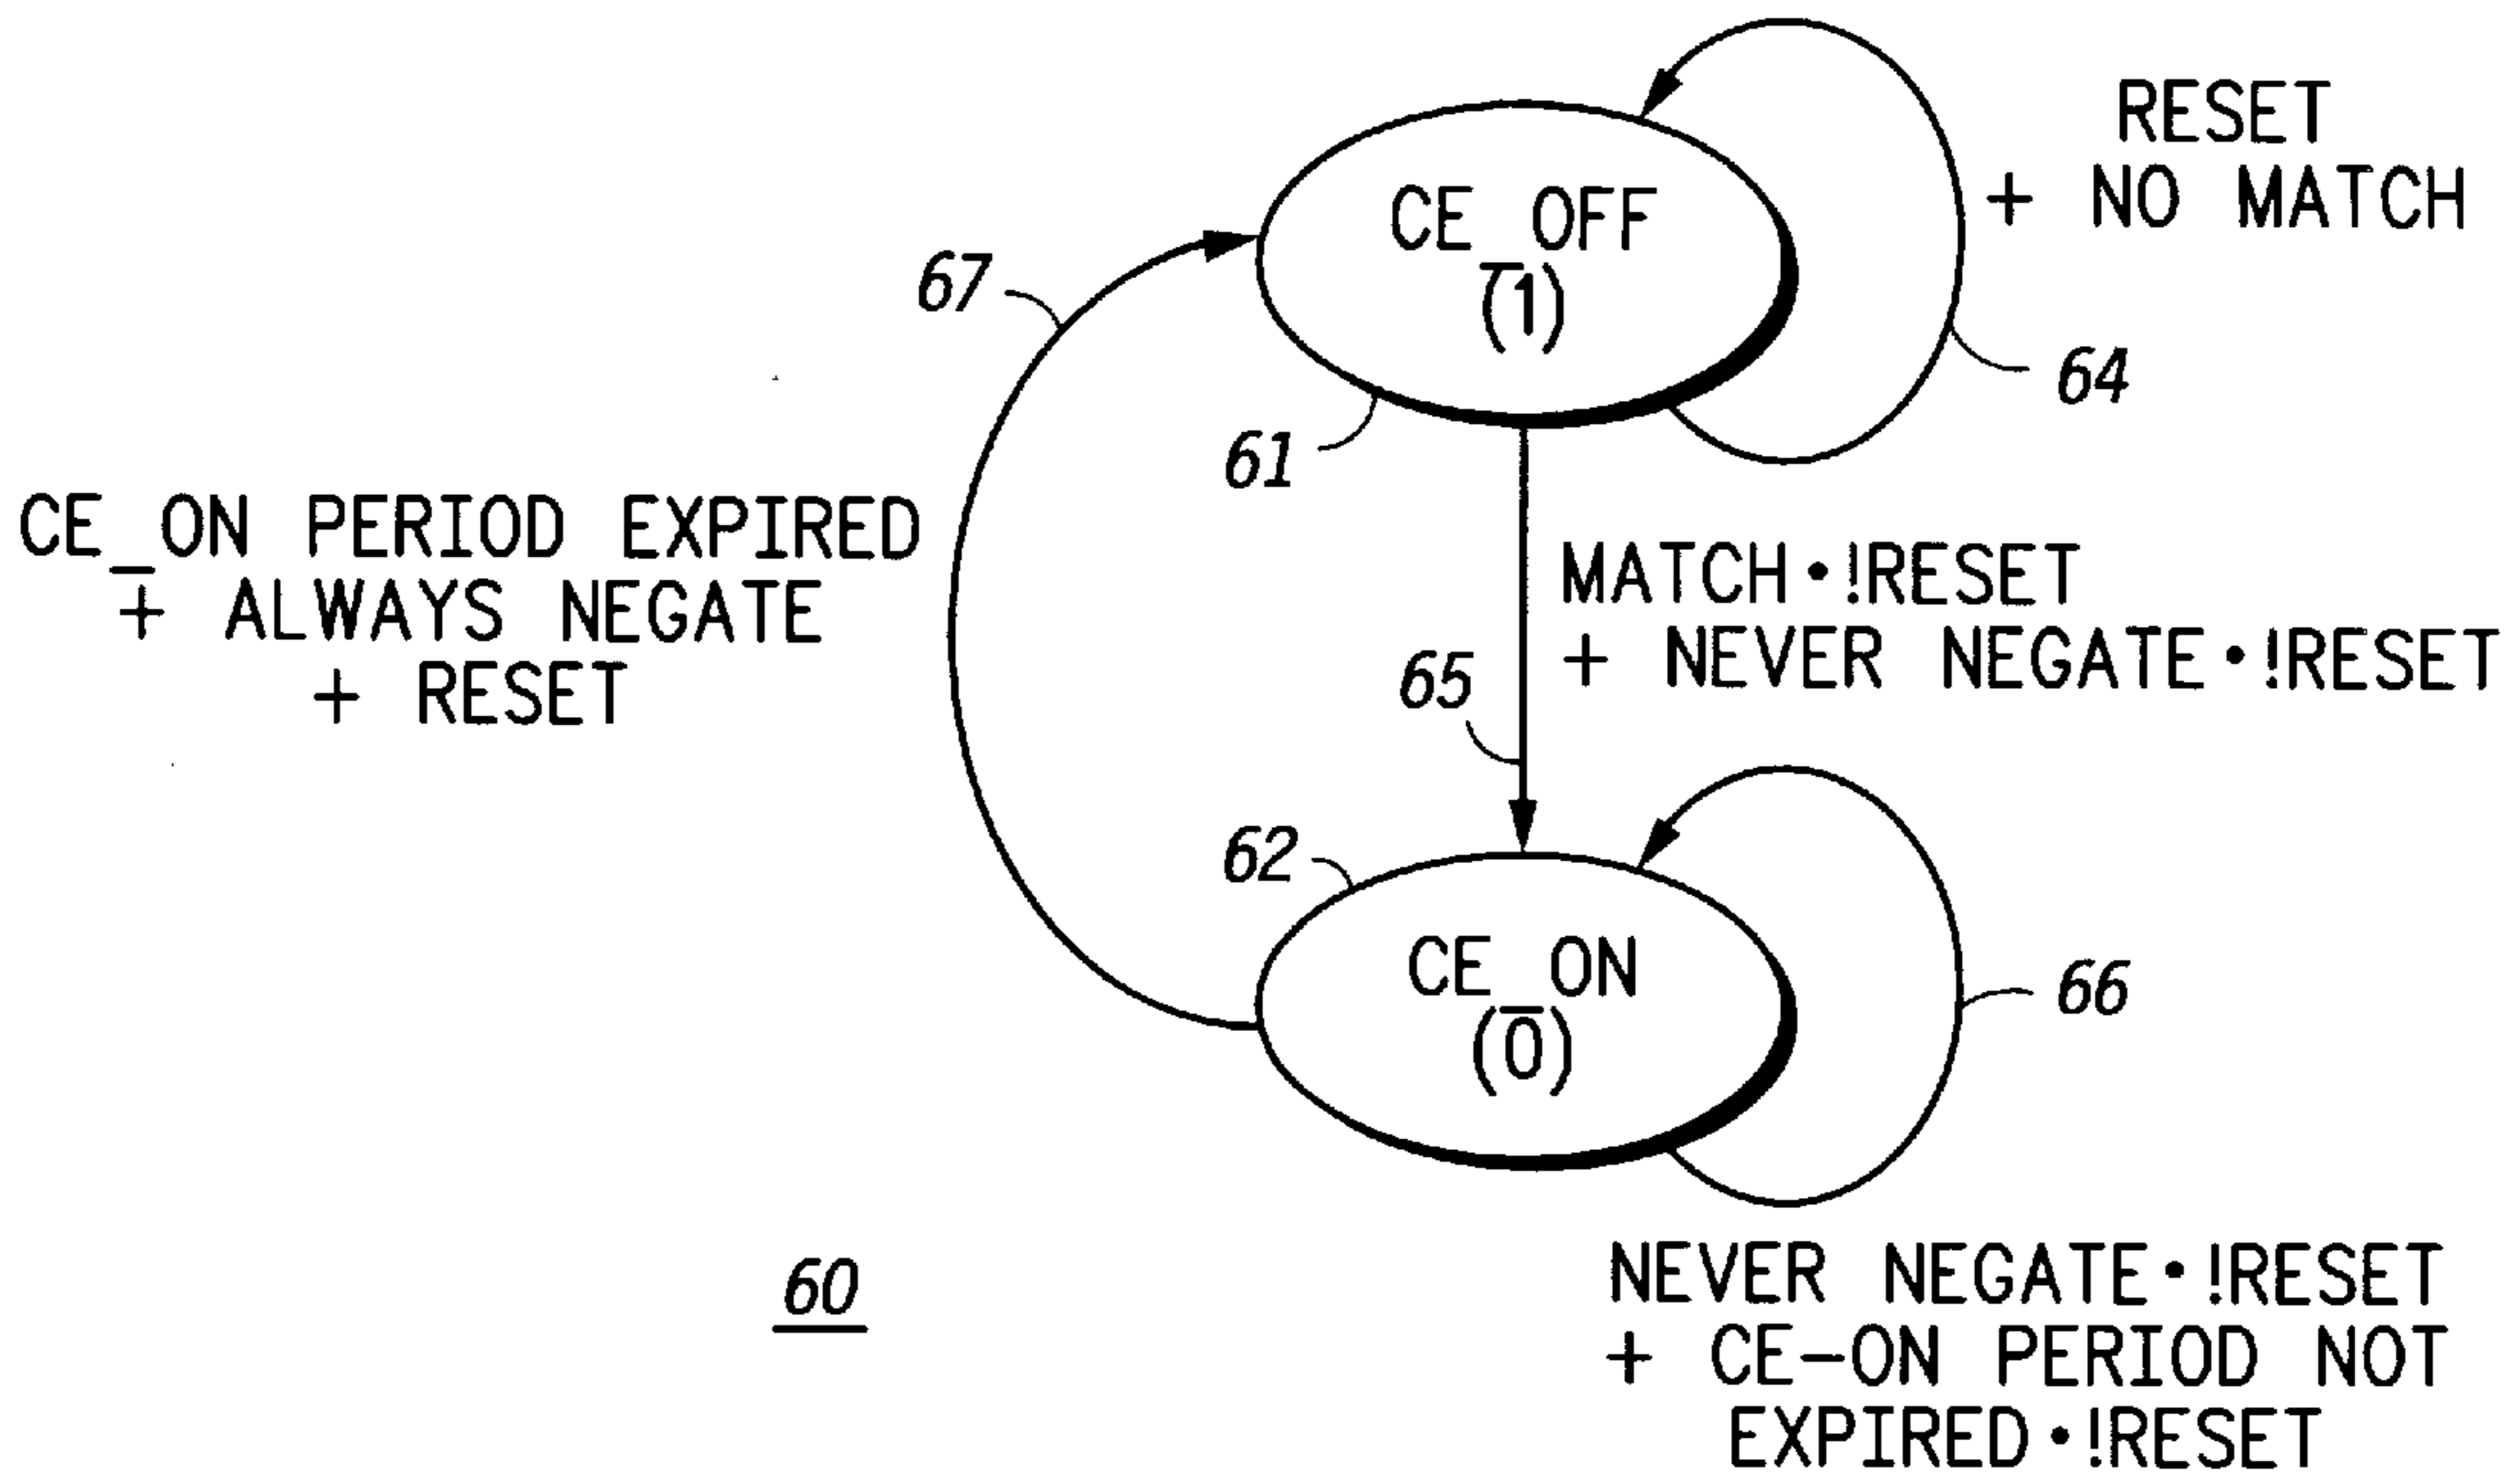 CE_OFF
(1)
RESET
+ NO MATCH
67
64
61
CE_ON PERIOD EXPIRED
+ ALWAYS NEGATE
+ RESET
MATCH•!RESET
+ NEVER NEGATE•!RESET
65
62
CE_ON
(0)
66
60
NEVER NEGATE•!RESET
+ CE-ON PERIOD NOT
EXPIRED•!RESET